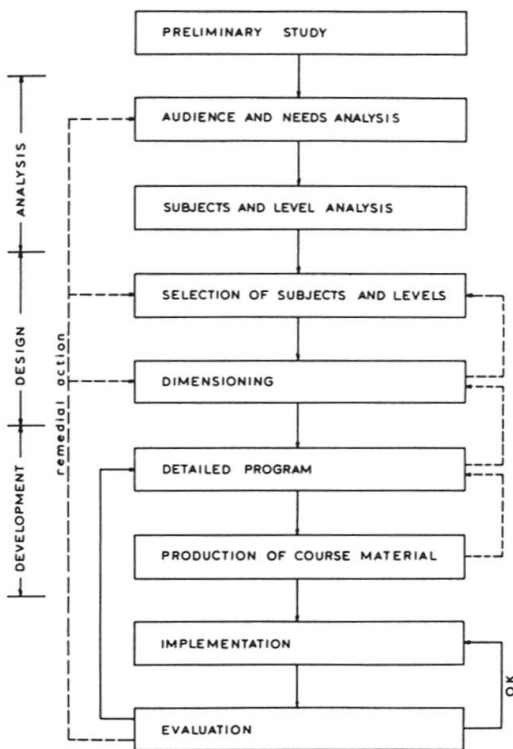 PRELIMINARY STUDY
AUDIENCE AND NEEDS ANALYSIS
SUBJECTS AND LEVEL ANALYSIS
SELECTION OF SUBJECTS AND LEVELS
DIMENSIONING
DETAILED PROGRAM
PRODUCTION OF COURSE MATERIAL
IMPLEMENTATION
EVALUATION
ANALYSIS
DESIGN
DEVELOPMENT
remedial action
OK